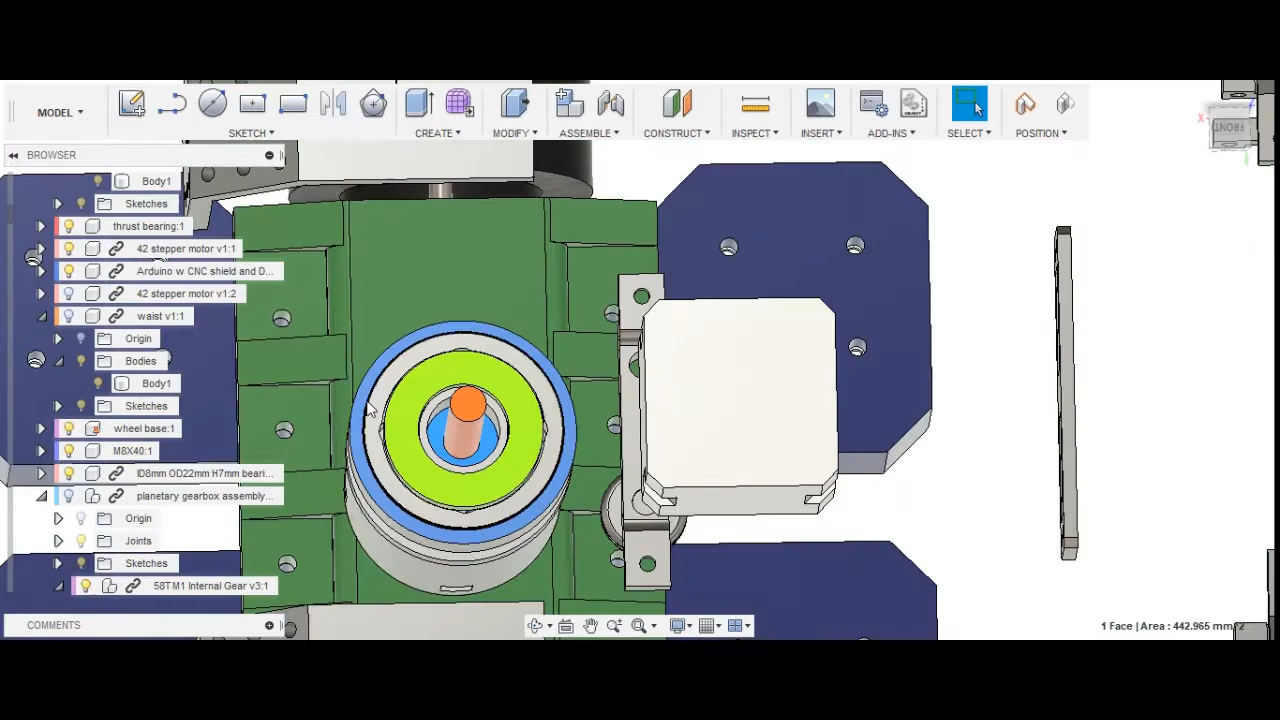 MODEL
SKETCH
CREATE
MODIFY
ASSEMBLE
CONSTRUCT
INSPECT
INSERT
ADD-INS
SELECT
POSITION
FRONT
BROWSER
Body1
Sketches
thrust bearing:1
42 stepper motor v1:1
Arduino w CNC shield and D...
42 stepper motor v1:2
waist v1:1
Origin
Bodies
Body1
Sketches
wheel base:1
M8X40:1
ID8mm OD22mm H7mm beari...
planetary gearbox assembly...
Origin
Joints
Sketches
58T M1 Internal Gear v3:1
COMMENTS
1 Face | Area : 442.965 mm^2